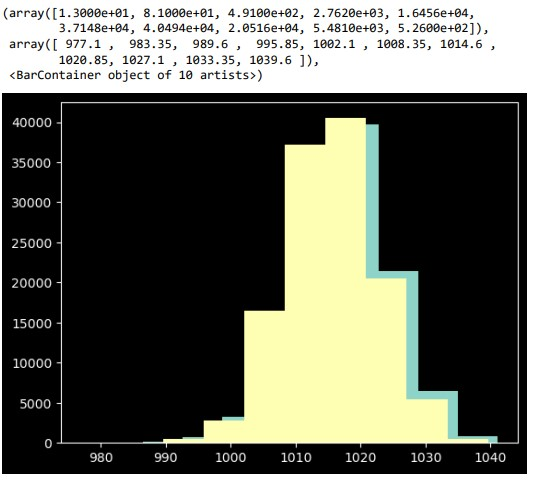 (array([1.3000e+01, 8.1000e+01, 4.9100e+02, 2.7620e+03, 1.6456e+04,
3.7148e+04, 4.0494e+04, 2.0516e+04, 5.4810e+03, 5.2600e+02]),
array([ 977.1 , 983.35, 989.6 , 995.85, 1002.1 , 1008.35, 1014.6 ,
1020.85, 1027.1 , 1033.35, 1039.6 ]),
<BarContainer object of 10 artists>)
40000
35000
30000
25000
20000
15000
10000
5000
0
980 990 1000 1010 1020 1030 1040